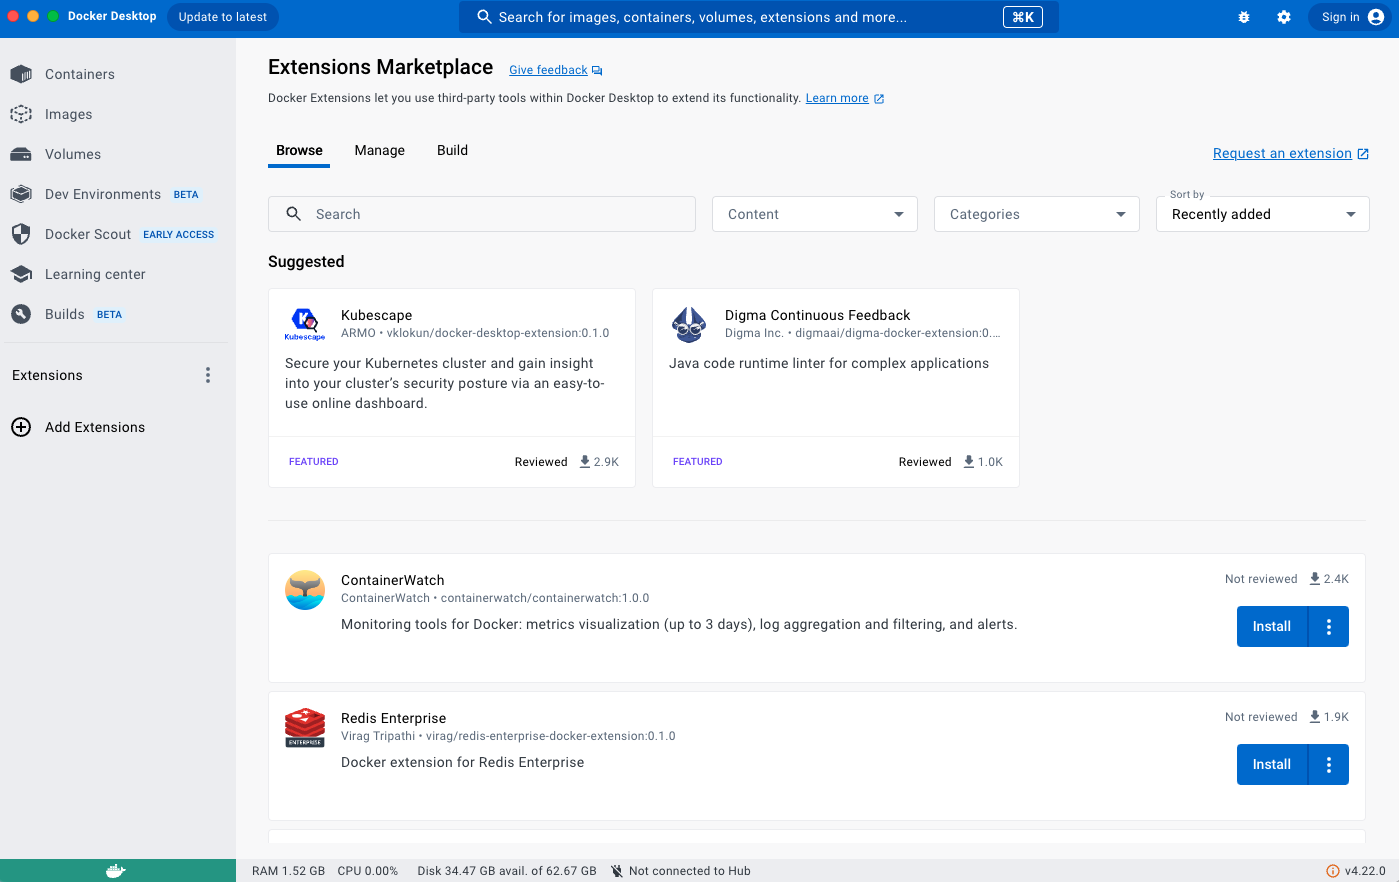 Docker Desktop
Update to latest
Search for images, containers, volumes, extensions and more...
⌘K
Sign in
Containers
Images
Volumes
Dev Environments BETA
Docker Scout EARLY ACCESS
Learning center
Builds BETA
Extensions
Add Extensions
Extensions Marketplace
Give feedback
Docker Extensions let you use third-party tools within Docker Desktop to extend its functionality. Learn more
Browse
Manage
Build
Request an extension
Search
Content
Categories
Sort by
Recently added
Suggested
Kubescape
Kubescape
ARMO • vklokun/docker-desktop-extension:0.1.0
Secure your Kubernetes cluster and gain insight
into your cluster’s security posture via an easy-to-
use online dashboard.
FEATURED
Reviewed
2.9K
Digma Continuous Feedback
Digma Inc. • digmaai/digma-docker-extension:0....
Java code runtime linter for complex applications
FEATURED
Reviewed
1.0K
ContainerWatch
ContainerWatch • containerwatch/containerwatch:1.0.0
Monitoring tools for Docker: metrics visualization (up to 3 days), log aggregation and filtering, and alerts.
Not reviewed
2.4K
Install
ENTERPRISE
Redis Enterprise
Virag Tripathi • virag/redis-enterprise-docker-extension:0.1.0
Docker extension for Redis Enterprise
Not reviewed
1.9K
Install
RAM 1.52 GB
CPU 0.00%
Disk 34.47 GB avail. of 62.67 GB
Not connected to Hub
v4.22.0